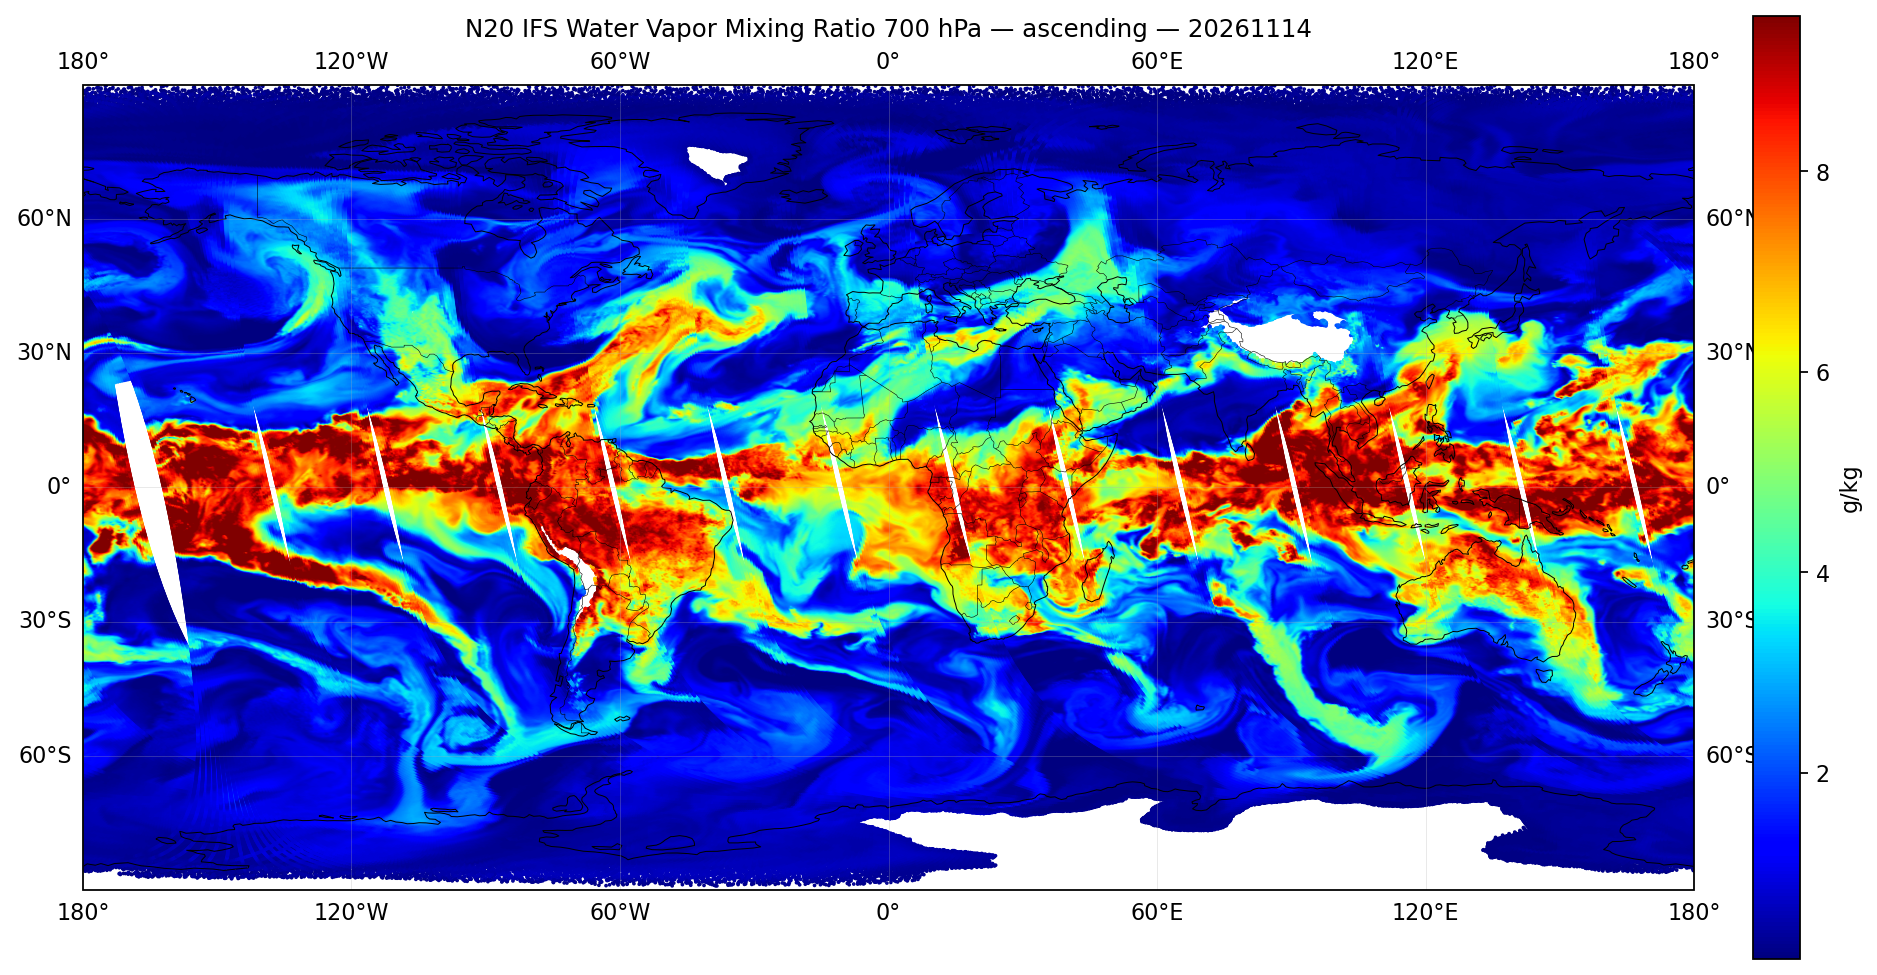 N20 IFS Water Vapor Mixing Ratio 700 hPa — ascending — 20261114
180° 120°W 60°W 0° 60°E 120°E 180°
60°N 60°N
30°N 30°N
0° 0°
30°S 30°S
60°S 60°S
180° 120°W 60°W 0° 60°E 120°E 180°
8
6
4
2
g/kg